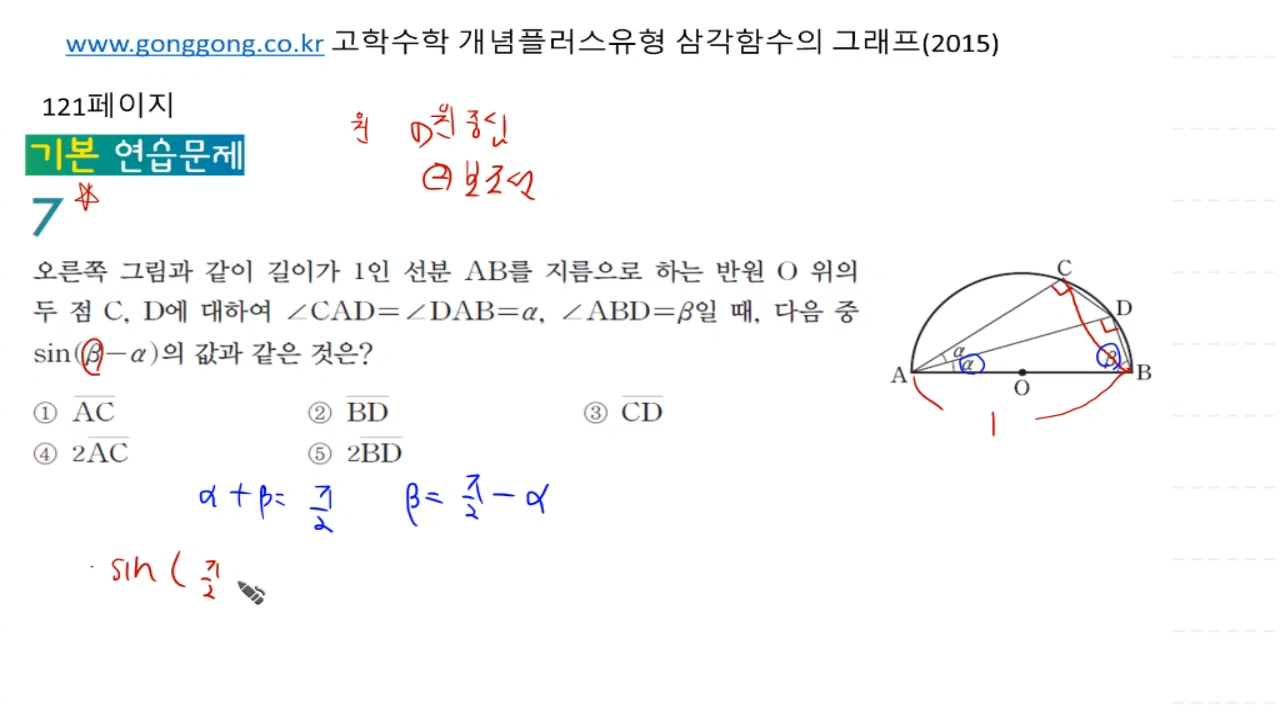 www.gonggong.co.kr 고학수학 개념플러스유형 삼각함수의 그래프(2015)
121페이지
기본 연습문제
원 ① 원 중심
② 보조선
7
오른쪽 그림과 같이 길이가 1인 선분 AB를 지름으로 하는 반원 O 위의
두 점 C, D에 대하여 ∠CAD=∠DAB=α, ∠ABD=β일 때, 다음 중
sin(β-α)의 값과 같은 것은?
① AC ② BD ③ CD
④ 2AC ⑤ 2BD
C
D
α
α
β
A
O
B
1
α+β= π/2 β= π/2 - α
sin( π/2